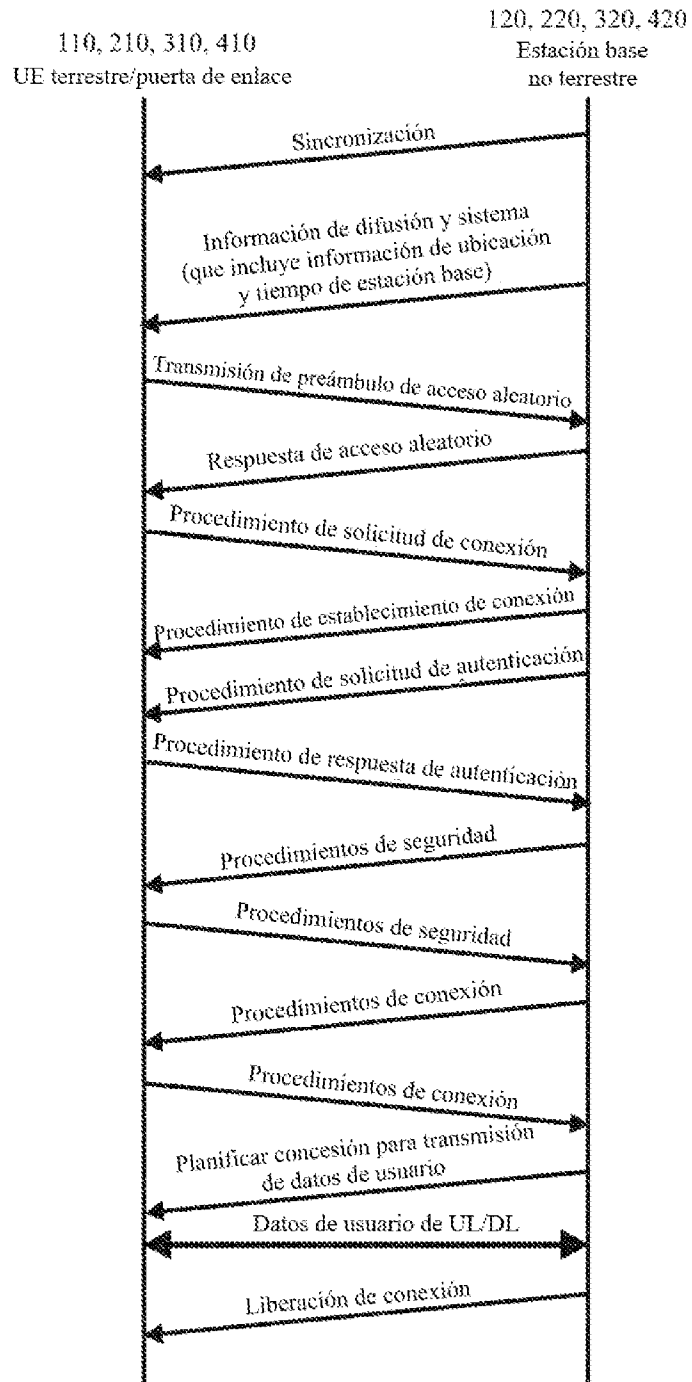 110, 210, 310, 410
UE terrestre/puerta de enlace
120, 220, 320, 420
Estación base
no terrestre
Sincronización
Información de difusión y sistema
(que incluye información de ubicación
y tiempo de estación base)
Transmisión de preámbulo de acceso aleatorio
Respuesta de acceso aleatorio
Procedimiento de solicitud de conexión
Procedimiento de establecimiento de conexión
Procedimiento de solicitud de autenticación
Procedimiento de respuesta de autenticación
Procedimientos de seguridad
Procedimientos de seguridad
Procedimientos de conexión
Procedimientos de conexión
Planificar concesión para transmisión
de datos de usuario
Datos de usuario de UL/DL
Liberación de conexión